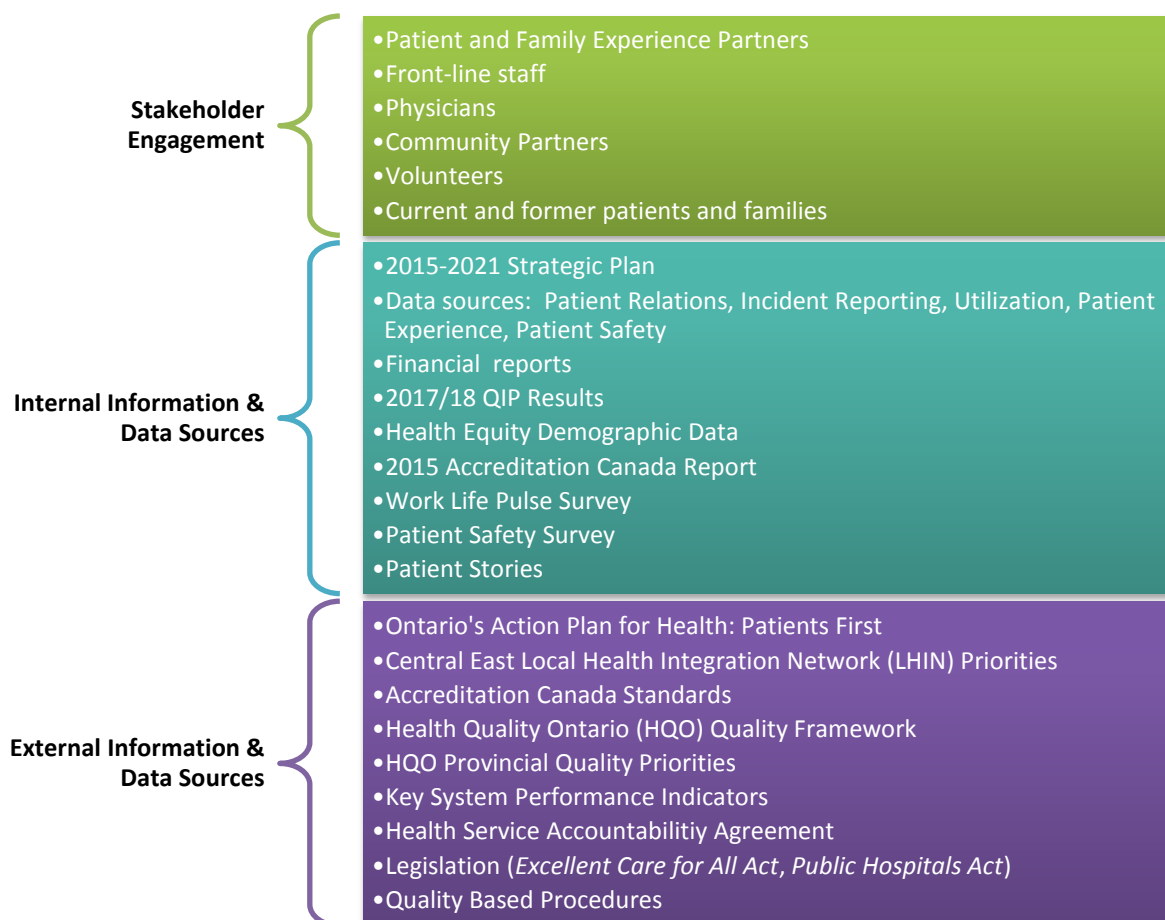 Stakeholder
Engagement
•Patient and Family Experience Partners
•Front-line staff
•Physicians
•Community Partners
•Volunteers
•Current and former patients and families
Internal Information &
Data Sources
•2015-2021 Strategic Plan
•Data sources:  Patient Relations, Incident Reporting, Utilization, Patient
Experience, Patient Safety
•Financial  reports
•2017/18 QIP Results
•Health Equity Demographic Data
•2015 Accreditation Canada Report
•Work Life Pulse Survey
•Patient Safety Survey
•Patient Stories
External Information &
Data Sources
•Ontario's Action Plan for Health: Patients First
•Central East Local Health Integration Network (LHIN) Priorities
•Accreditation Canada Standards
•Health Quality Ontario (HQO) Quality Framework
•HQO Provincial Quality Priorities
•Key System Performance Indicators
•Health Service Accountabilitiy Agreement
•Legislation (Excellent Care for All Act, Public Hospitals Act)
•Quality Based Procedures